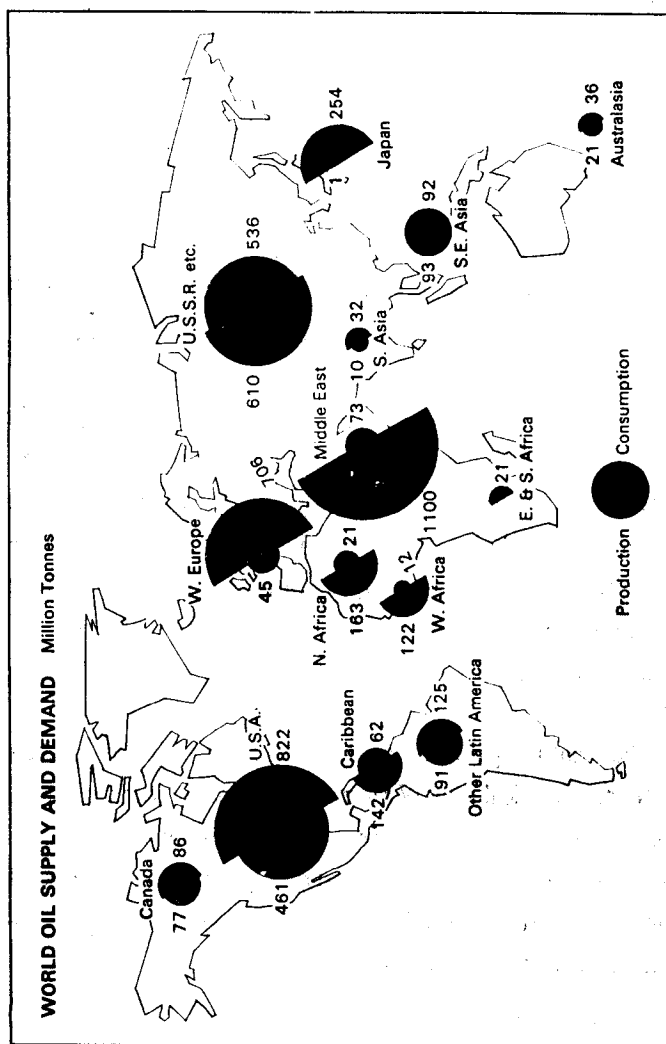 WORLD OIL SUPPLY AND DEMAND Million Tonnes
Canada
77 86
U.S.A.
461 822
Caribbean
142 62
91 125
Other Latin America
W. Europe
45
N. Africa
163 21
122
W. Africa
Middle East
1100 73
21
E. & S. Africa
U.S.S.R. etc.
610 536
10 32
S. Asia
93 92
S.E. Asia
1 254
Japan
21 36
Australasia
Production Consumption